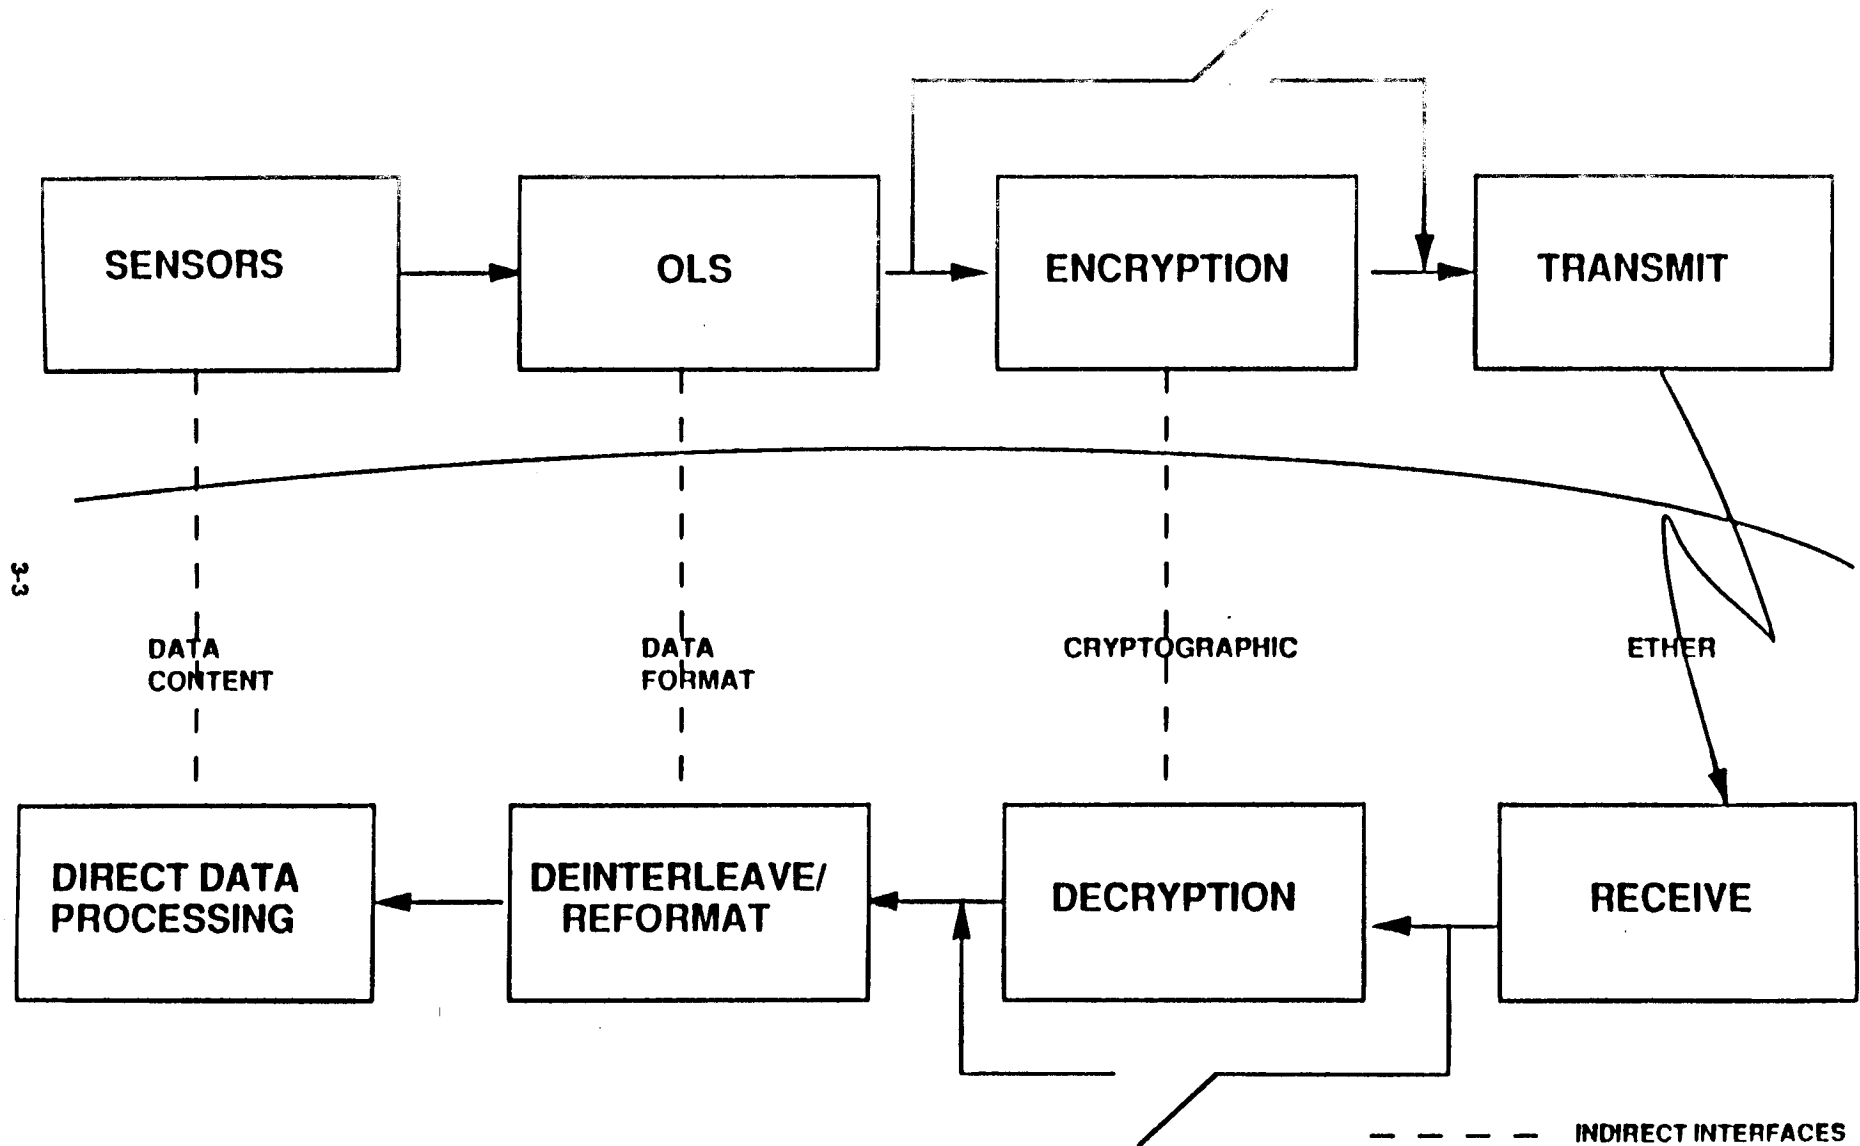 SENSORS
OLS
ENCRYPTION
TRANSMIT
3-3
DATA
CONTENT
DATA
FORMAT
CRYPTOGRAPHIC
ETHER
DIRECT DATA
PROCESSING
DEINTERLEAVE/
REFORMAT
DECRYPTION
RECEIVE
INDIRECT INTERFACES